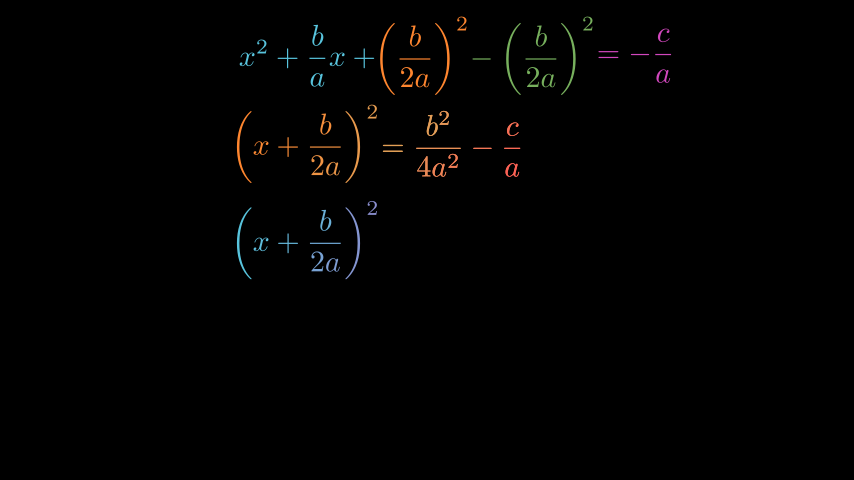 x² + b/a x + (b/2a)² − (b/2a)² = −c/a
(x + b/2a)² = b²/4a² − c/a
(x + b/2a)²